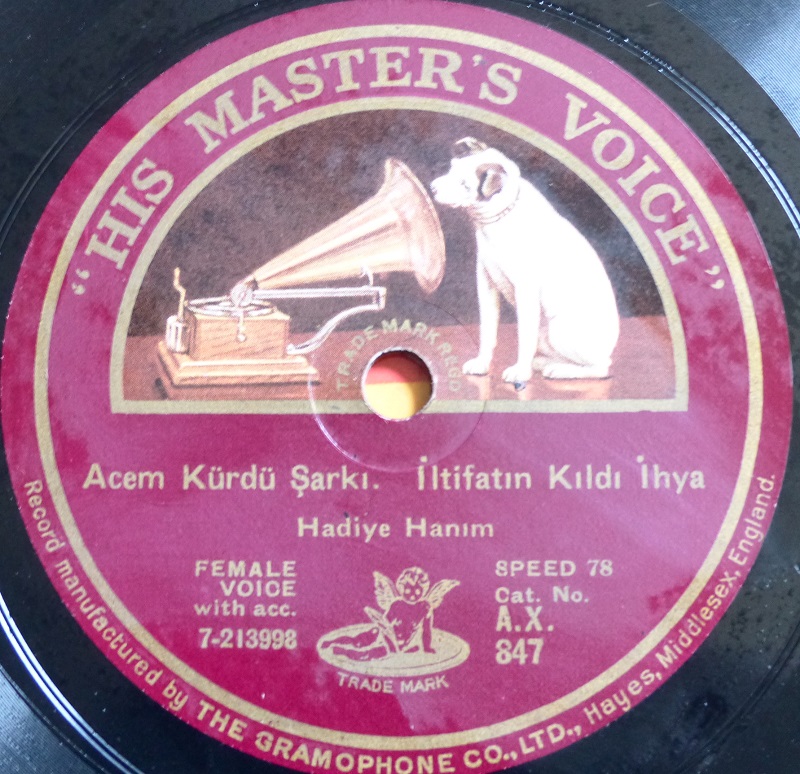 “HIS MASTER'S VOICE”
TRADE MARK REGD
Acem Kürdü Şarkı. İltifatın Kıldı İhya
Hadiye Hanım
FEMALE
VOICE
with acc.
7-213998
SPEED 78
Cat. No.
A.X.
847
TRADE MARK
Record manufactured by THE GRAMOPHONE CO., LTD., Hayes, Middlesex, England.